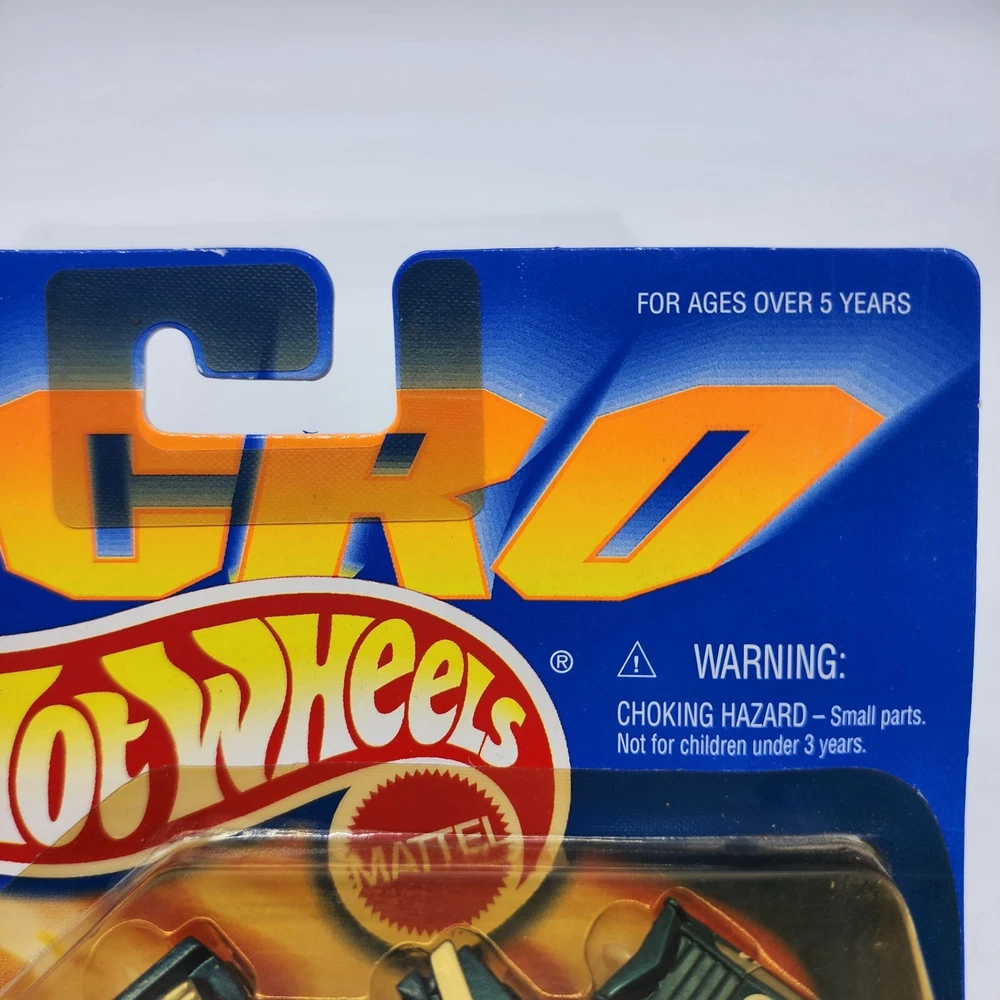 FOR AGES OVER 5 YEARS
CRO
Hot Wheels ®
WARNING:
CHOKING HAZARD – Small parts.
Not for children under 3 years.
MATTEL